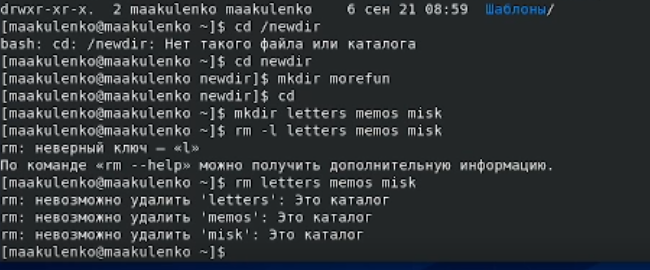 drwxr-xr-x.  2 maakulenko maakulenko    6 сен 21 08:59  Шаблоны/
[maakulenko@maakulenko ~]$ cd /newdir
bash: cd: /newdir: Нет такого файла или каталога
[maakulenko@maakulenko ~]$ cd newdir
[maakulenko@maakulenko newdir]$ mkdir morefun
[maakulenko@maakulenko newdir]$ cd
[maakulenko@maakulenko ~]$ mkdir letters memos misk
[maakulenko@maakulenko ~]$ rm -l letters memos misk
rm: неверный ключ — «l»
По команде «rm --help» можно получить дополнительную информацию.
[maakulenko@maakulenko ~]$ rm letters memos misk
rm: невозможно удалить 'letters': Это каталог
rm: невозможно удалить 'memos': Это каталог
rm: невозможно удалить 'misk': Это каталог
[maakulenko@maakulenko ~]$